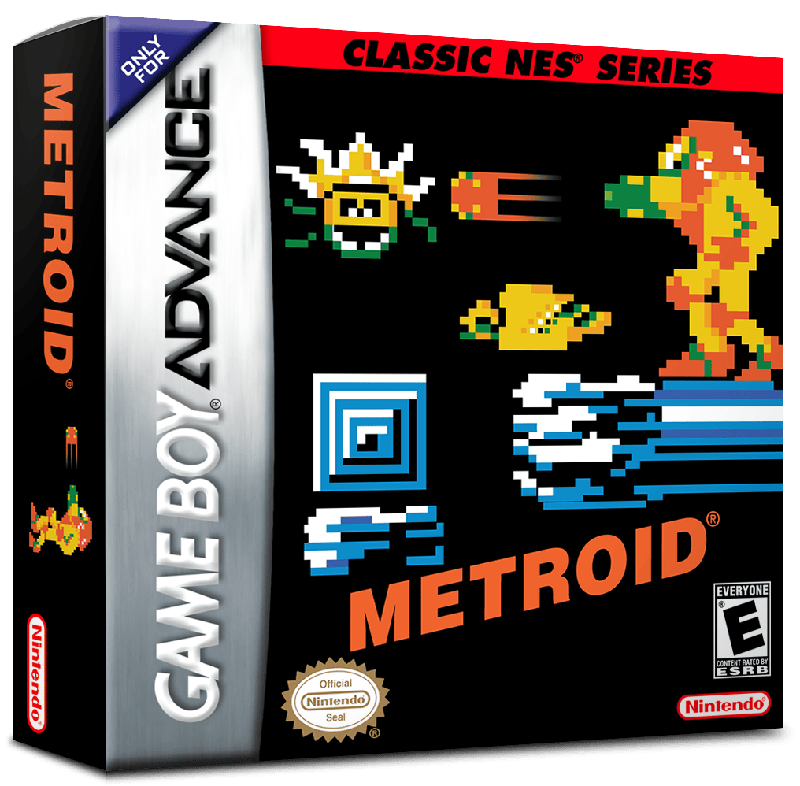 METROID®
Nintendo®
ONLY
FOR
GAME BOY® ADVANCE
CLASSIC NES® SERIES
METROID®
Official
Nintendo®
Seal
®
EVERYONE
E
®
CONTENT RATED BY
ESRB
Nintendo®